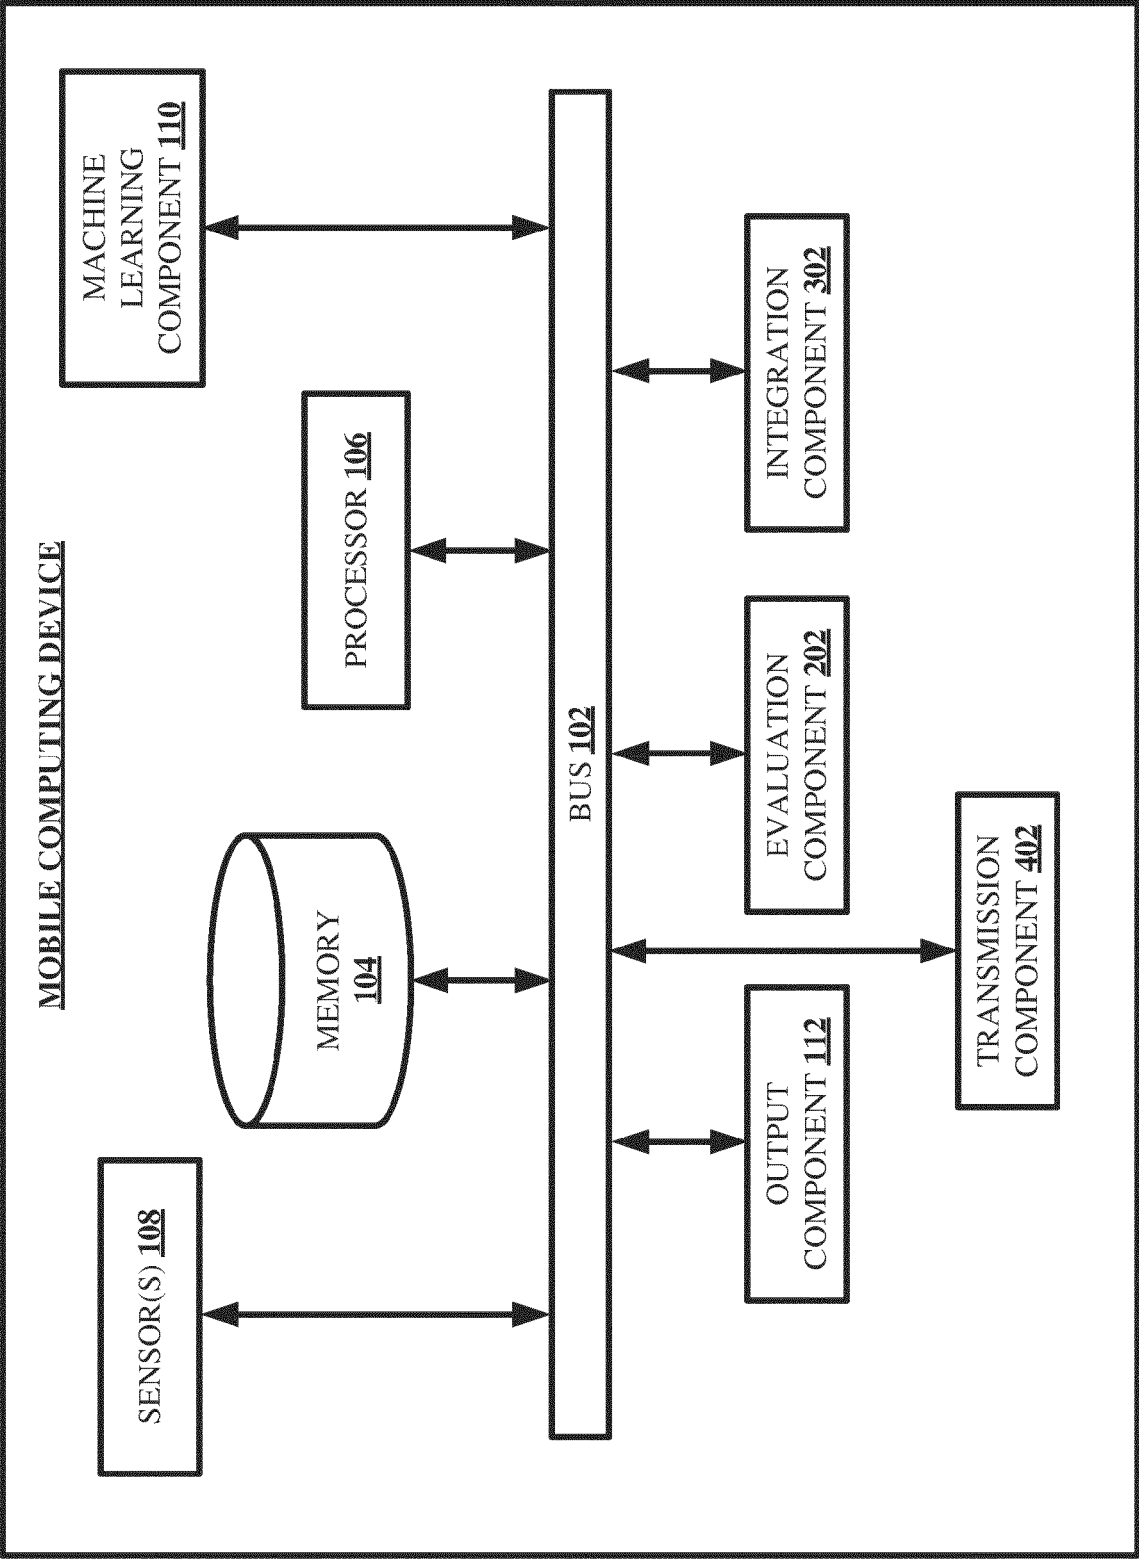 MOBILE COMPUTING DEVICE
SENSOR(S) 108
MEMORY
104
PROCESSOR 106
MACHINE
LEARNING
COMPONENT 110
BUS 102
OUTPUT
COMPONENT 112
EVALUATION
COMPONENT 202
INTEGRATION
COMPONENT 302
TRANSMISSION
COMPONENT 402